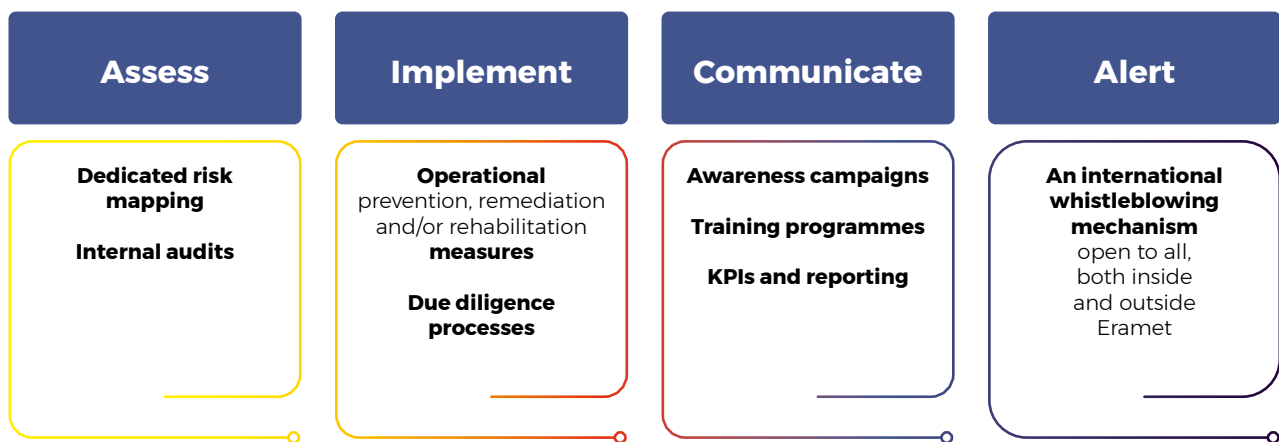 Assess
Dedicated risk
mapping
Internal audits
Implement
Operational
prevention, remediation
and/or rehabilitation
measures
Due diligence
processes
Communicate
Awareness campaigns
Training programmes
KPIs and reporting
Alert
An international
whistleblowing
mechanism
open to all,
both inside
and outside
Eramet